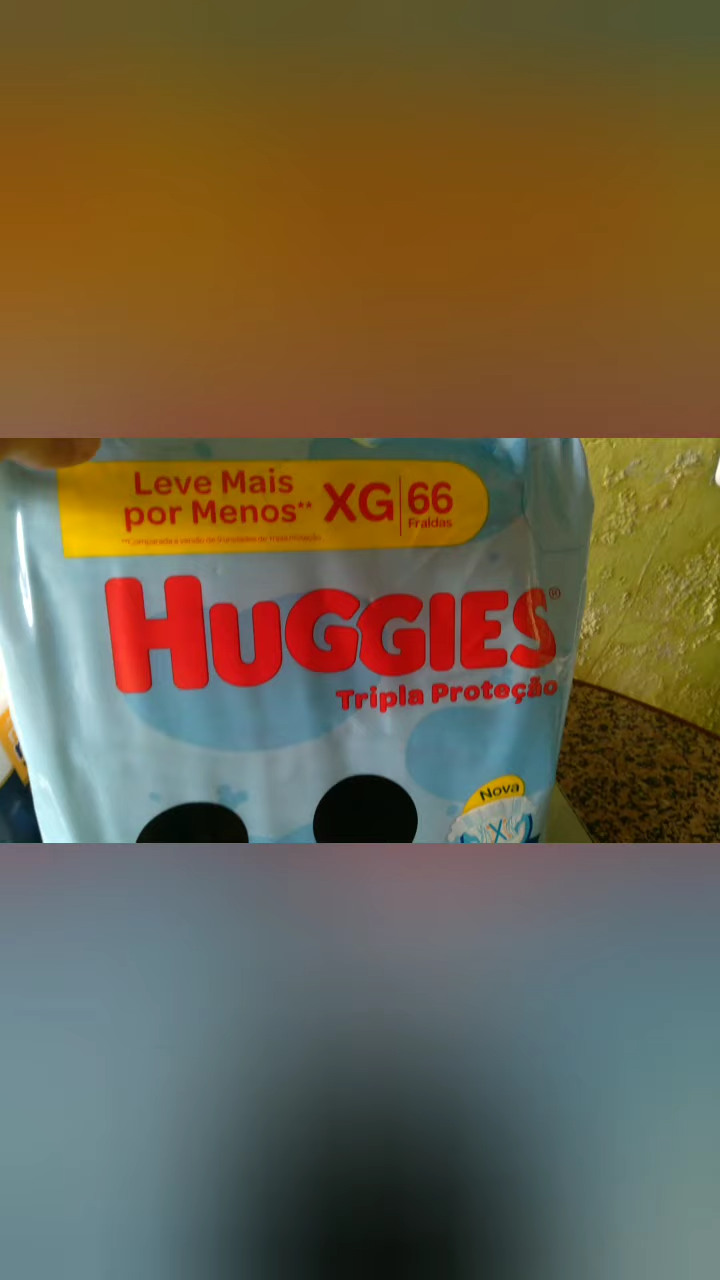 Leve Mais
por Menos**
XG
66
Fraldas
HUGGIES®
Tripla Proteção
Nova
X